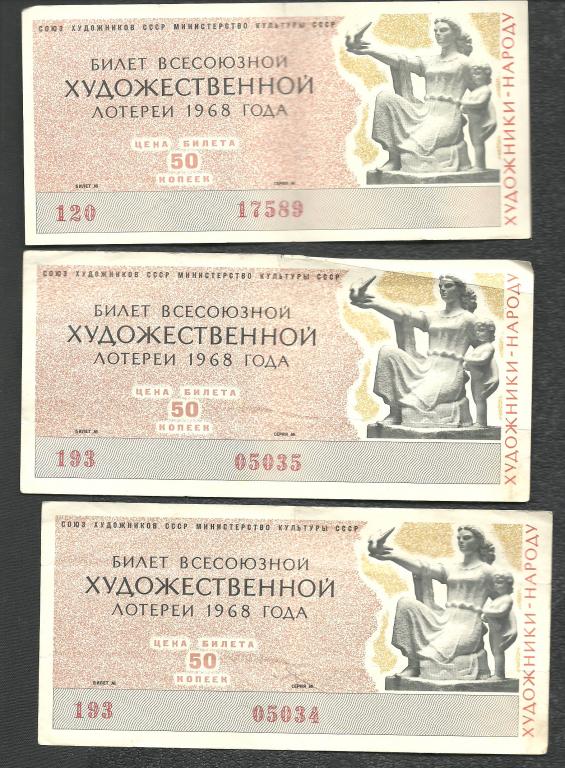 СОЮЗ ХУДОЖНИКОВ СССР МИНИСТЕРСТВО КУЛЬТУРЫ СССР
БИЛЕТ ВСЕСОЮЗНОЙ
ХУДОЖЕСТВЕННОЙ
ЛОТЕРЕИ 1968 ГОДА
ЦЕНА БИЛЕТА
50
КОПЕЕК
БИЛЕТ № СЕРИЯ №
120 17589
ХУДОЖНИКИ-НАРОДУ
СОЮЗ ХУДОЖНИКОВ СССР МИНИСТЕРСТВО КУЛЬТУРЫ СССР
БИЛЕТ ВСЕСОЮЗНОЙ
ХУДОЖЕСТВЕННОЙ
ЛОТЕРЕИ 1968 ГОДА
ЦЕНА БИЛЕТА
50
КОПЕЕК
БИЛЕТ № СЕРИЯ №
193 05035
ХУДОЖНИКИ-НАРОДУ
СОЮЗ ХУДОЖНИКОВ СССР МИНИСТЕРСТВО КУЛЬТУРЫ СССР
БИЛЕТ ВСЕСОЮЗНОЙ
ХУДОЖЕСТВЕННОЙ
ЛОТЕРЕИ 1968 ГОДА
ЦЕНА БИЛЕТА
50
КОПЕЕК
БИЛЕТ № СЕРИЯ №
193 05034
ХУДОЖНИКИ-НАРОДУ